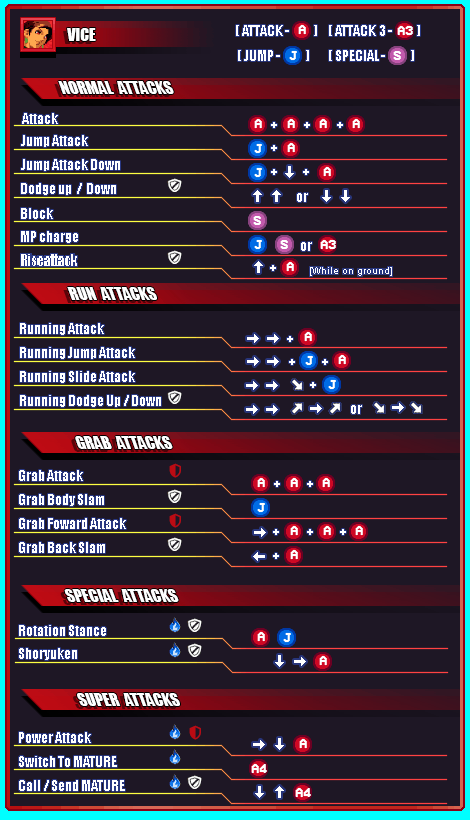 VICE
[ ATTACK - A ] [ ATTACK 3 - A3 ]
[ JUMP - J ] [ SPECIAL - S ]
NORMAL ATTACKS
Attack A + A + A + A
Jump Attack J + A
Jump Attack Down J + ↓ + A
Dodge up / Down ↑ ↑ or ↓ ↓
Block S
MP charge J S or A3
Riseattack ↑ + A [While on ground]
RUN ATTACKS
Running Attack → → + A
Running Jump Attack → → + J + A
Running Slide Attack → → ↘ + J
Running Dodge Up / Down → → ↗ → ↗ or ↘ → ↘
GRAB ATTACKS
Grab Attack A + A + A
Grab Body Slam J
Grab Foward Attack → + A + A + A
Grab Back Slam ← + A
SPECIAL ATTACKS
Rotation Stance A J
Shoryuken ↓ → A
SUPER ATTACKS
Power Attack → ↓ A
Switch To MATURE A4
Call / Send MATURE ↓ ↑ A4